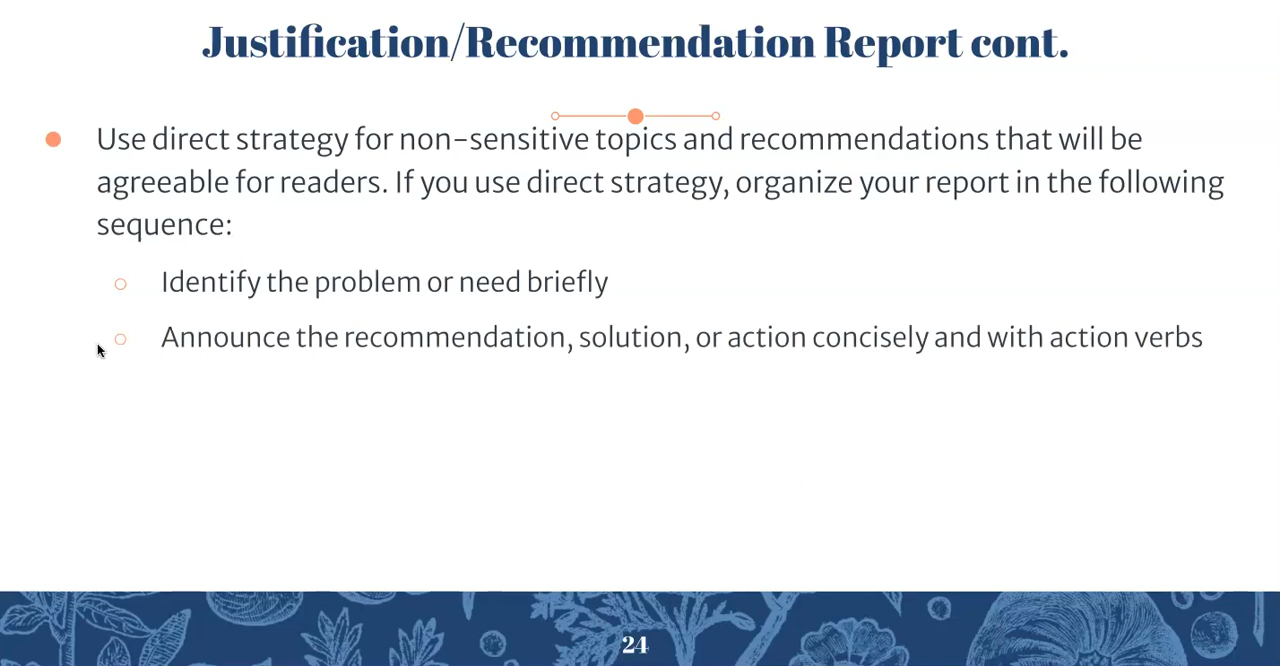 Justification/Recommendation Report cont.
Use direct strategy for non-sensitive topics and recommendations that will be
agreeable for readers. If you use direct strategy, organize your report in the following
sequence:
Identify the problem or need briefly
Announce the recommendation, solution, or action concisely and with action verbs
24